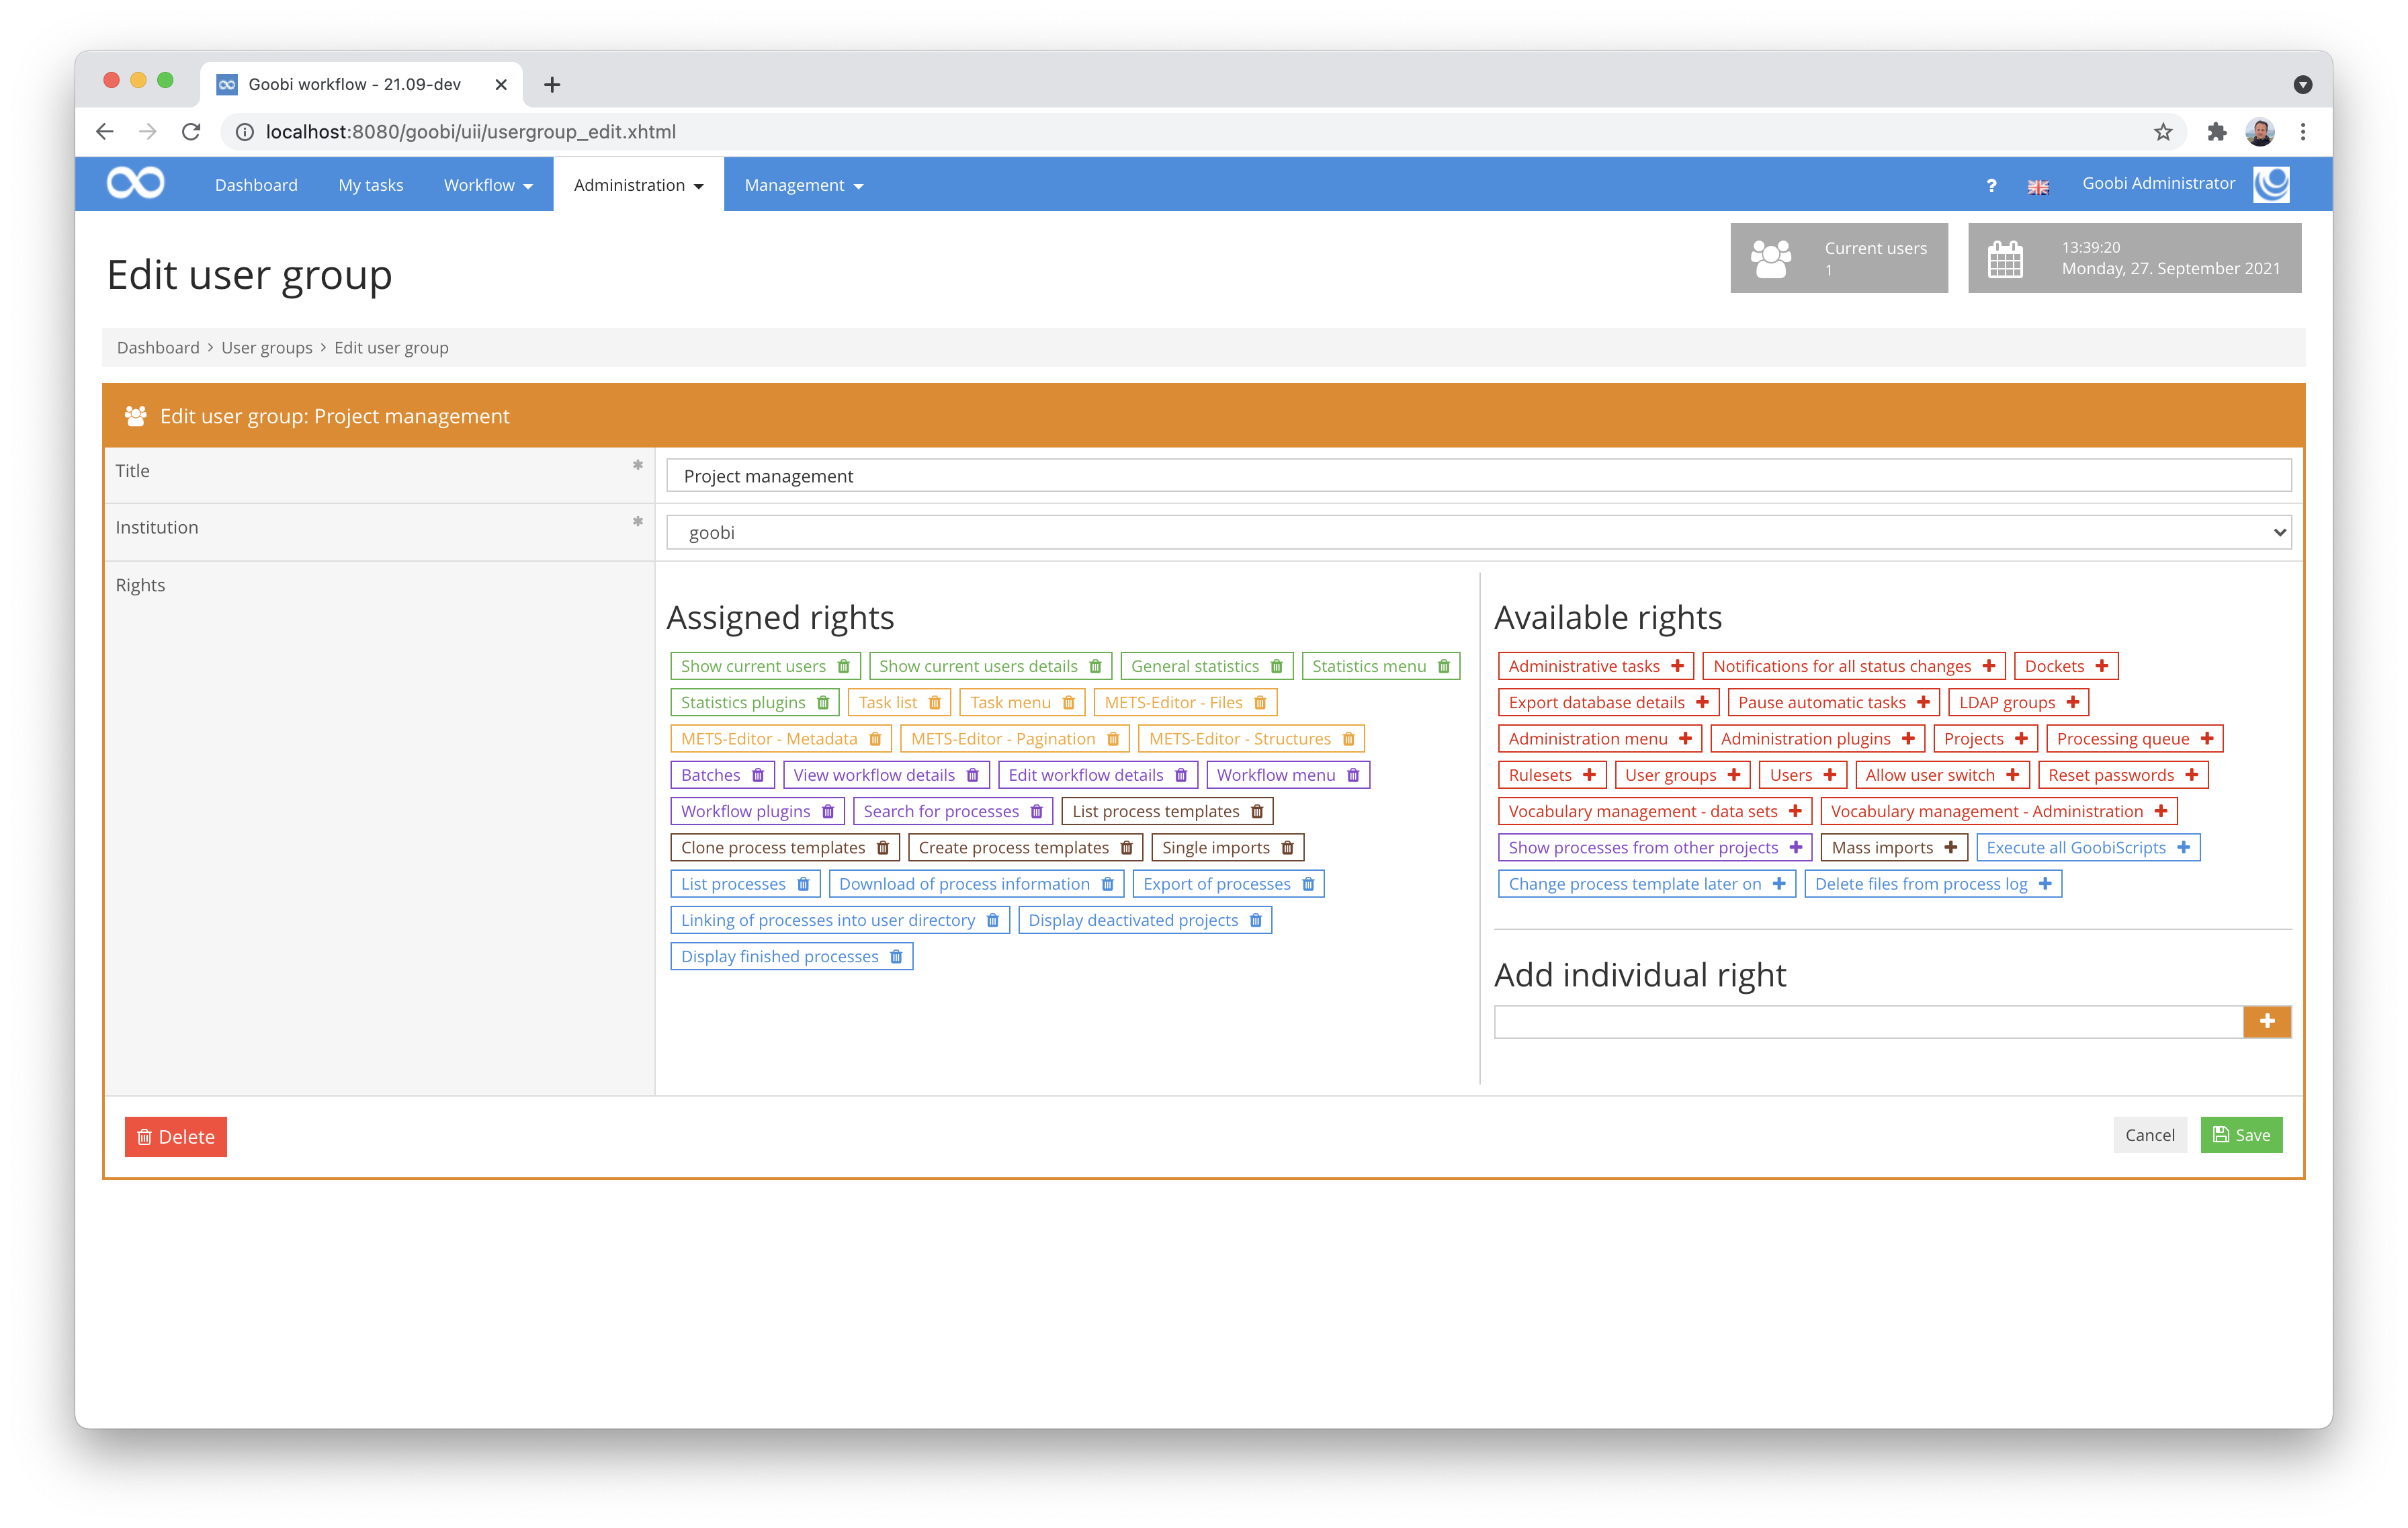 Goobi workflow - 21.09-dev
localhost:8080/goobi/uii/usergroup_edit.xhtml
Dashboard My tasks Workflow Administration Management ? Goobi Administrator
Edit user group
Current users
1
13:39:20
Monday, 27. September 2021
Dashboard > User groups > Edit user group
Edit user group: Project management
Title *
Project management
Institution *
goobi
Rights
Assigned rights
Show current users Show current users details General statistics Statistics menu
Statistics plugins Task list Task menu METS-Editor - Files
METS-Editor - Metadata METS-Editor - Pagination METS-Editor - Structures
Batches View workflow details Edit workflow details Workflow menu
Workflow plugins Search for processes List process templates
Clone process templates Create process templates Single imports
List processes Download of process information Export of processes
Linking of processes into user directory Display deactivated projects
Display finished processes
Available rights
Administrative tasks Notifications for all status changes Dockets
Export database details Pause automatic tasks LDAP groups
Administration menu Administration plugins Projects Processing queue
Rulesets User groups Users Allow user switch Reset passwords
Vocabulary management - data sets Vocabulary management - Administration
Show processes from other projects Mass imports Execute all GoobiScripts
Change process template later on Delete files from process log
Add individual right
Delete
Cancel Save